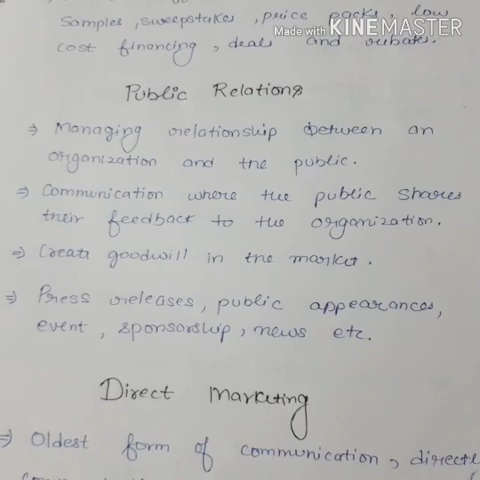 Samples, sweepstakes, price packs, low
cost financing, deals and rebates.
Made with KINEMASTER
Public Relations
⇒ Managing relationship between an
organization and the public.
⇒ Communication where the public shares
their feedback to the organization.
⇒ Create goodwill in the market.
⇒ Press releases, public appearances,
event, sponsorship, news etc.
Direct Marketing
⇒ Oldest form of communication, directly